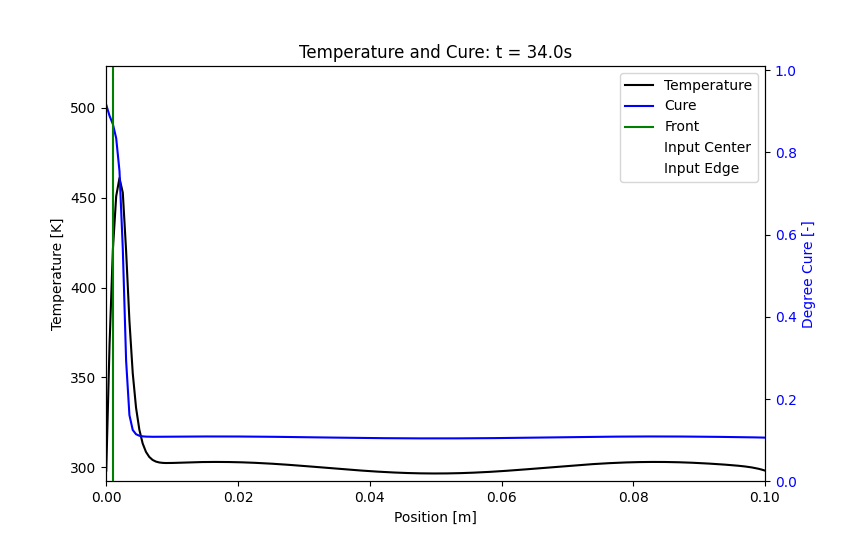 Temperature and Cure: t = 34.0s
Temperature
Cure
Front
Input Center
Input Edge
500
450
400
350
300
Temperature [K]
1.0
0.8
0.6
0.4
0.2
0.0
Degree Cure [-]
0.00 0.02 0.04 0.06 0.08 0.10
Position [m]